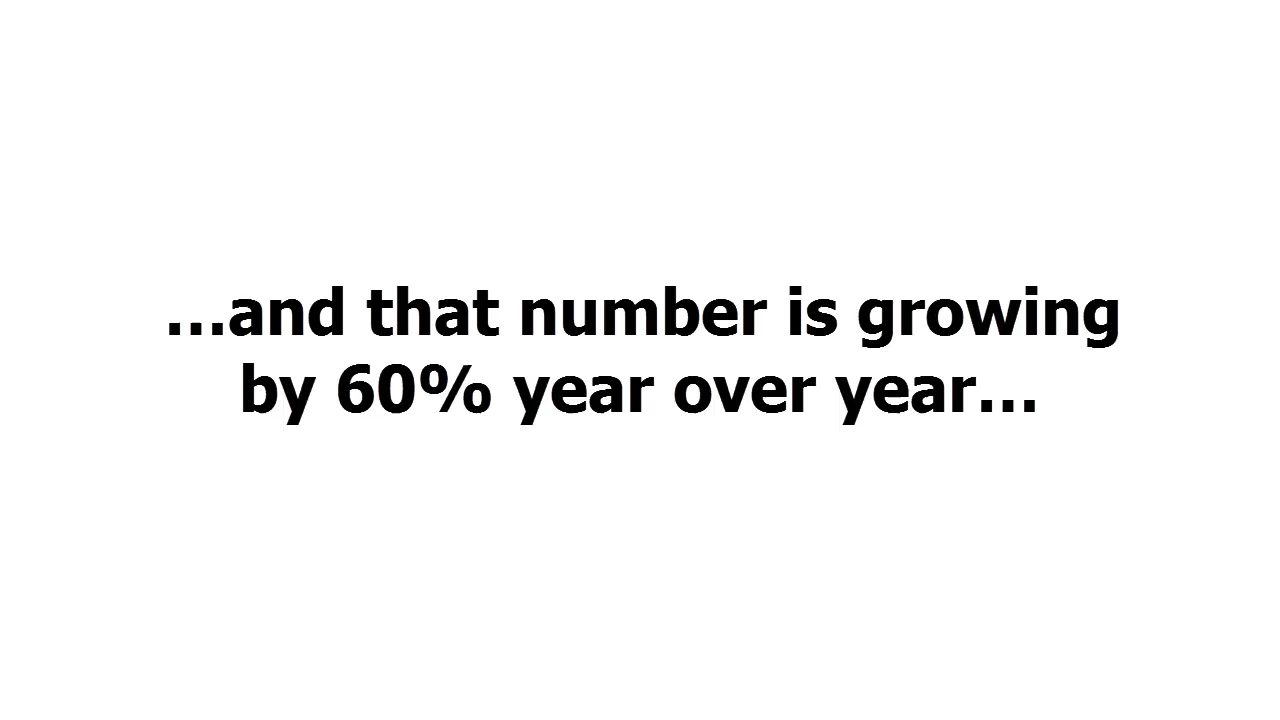 ...and that number is growing
by 60% year over year...